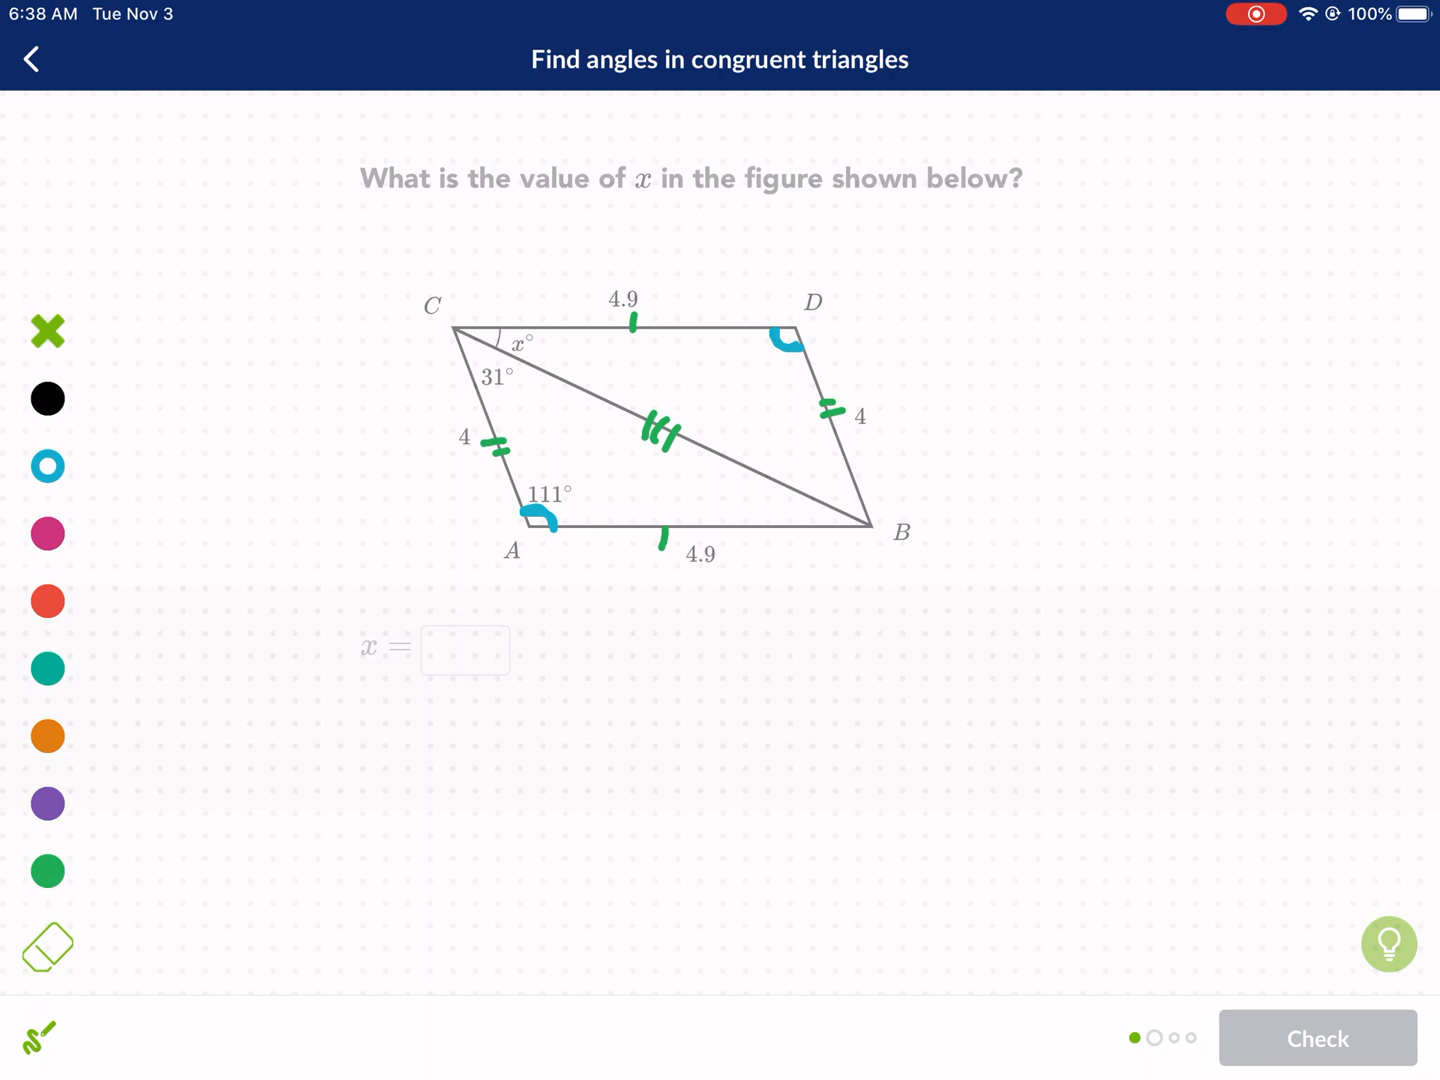 6:38 AM Tue Nov 3
100%
Find angles in congruent triangles
What is the value of x in the figure shown below?
C
4.9
D
x°
31°
4
4
111°
A
4.9
B
x =
Check